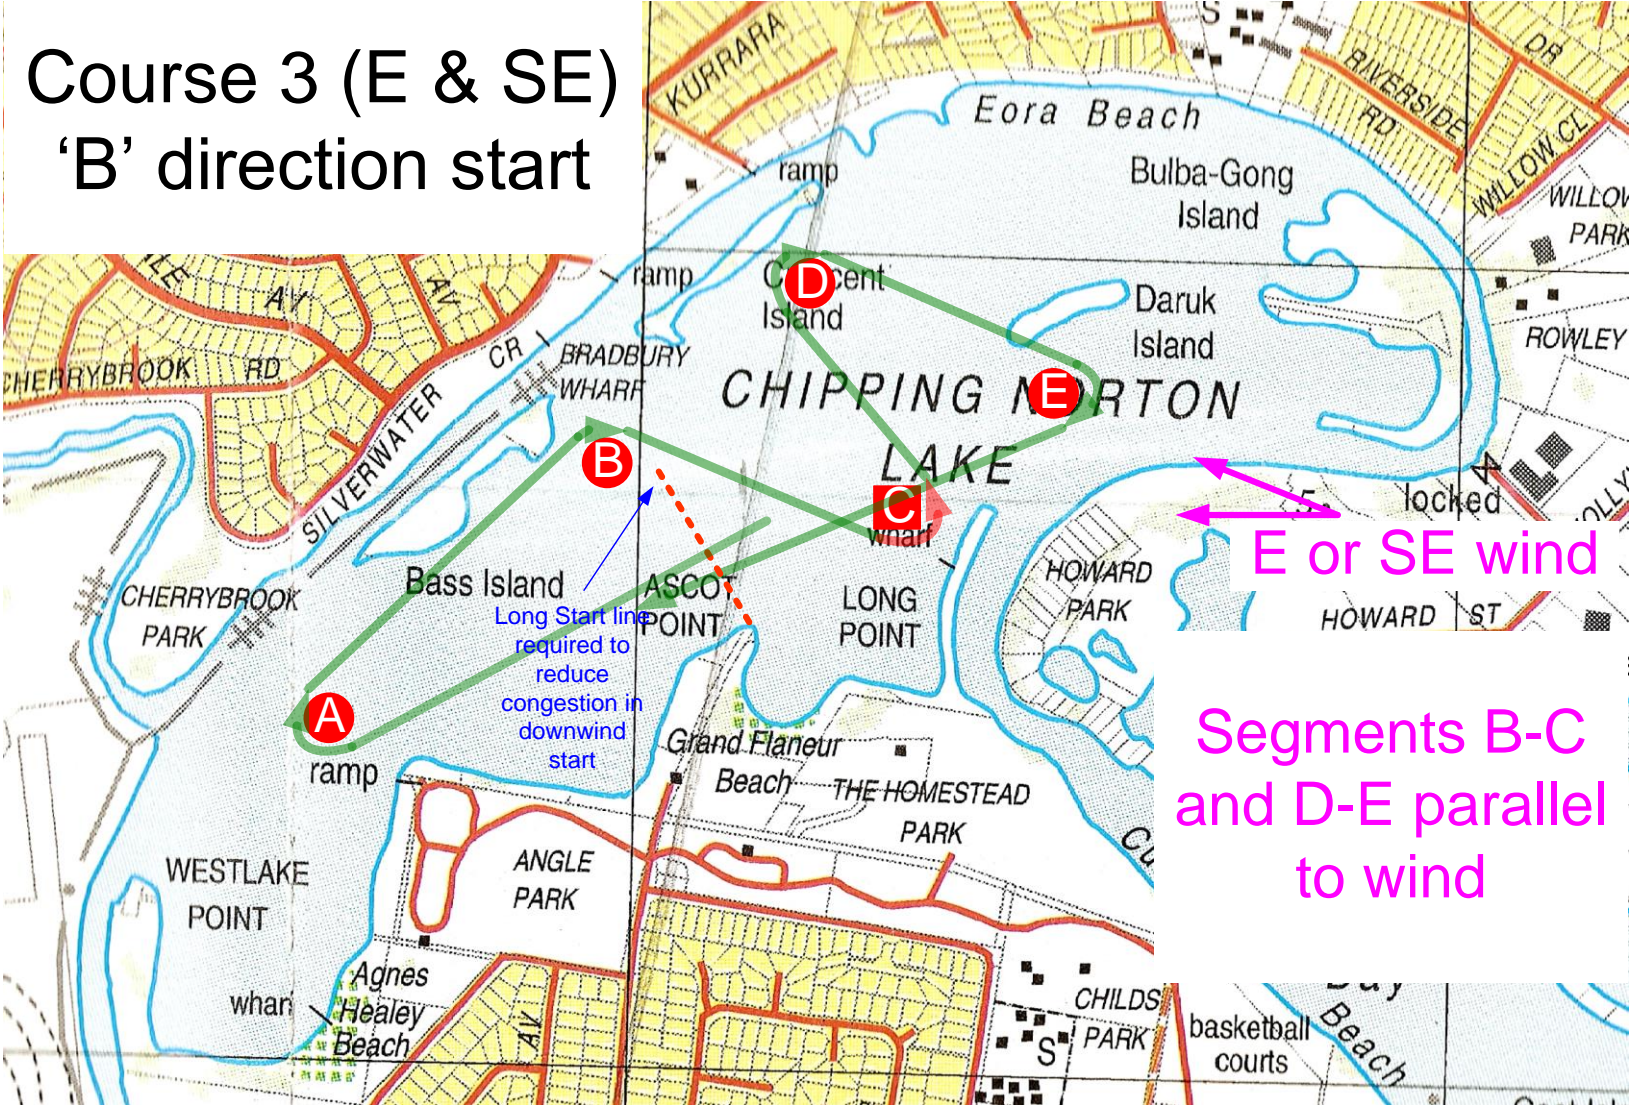 Course 3 (E & SE)
‘B’ direction start
KURRARA
S
DR
RIVERSIDE
RD
WILLOW CL
WILLOW
PARK
Eora Beach
ramp
Bulba-Gong
Island
AV
AV
ramp
D
Island
Daruk
Island
ROWLEY
CR
BRADBURY
WHARF
CHERRYBROOK RD
SILVERWATER
CHIPPING NORTON
E
LAKE
B
C
wharf
locked
E or SE wind
Bass Island
ASCOT
POINT
LONG
POINT
HOWARD
PARK
HOWARD ST
CHERRYBROOK
PARK
Long Start line
required to
reduce
congestion in
downwind
start
A
ramp
Segments B-C
and D-E parallel
to wind
Grand Flaneur
Beach
THE HOMESTEAD
PARK
WESTLAKE
POINT
ANGLE
PARK
Agnes
Healey
Beach
AV
CHILDS
PARK
S
basketball
courts
Beach